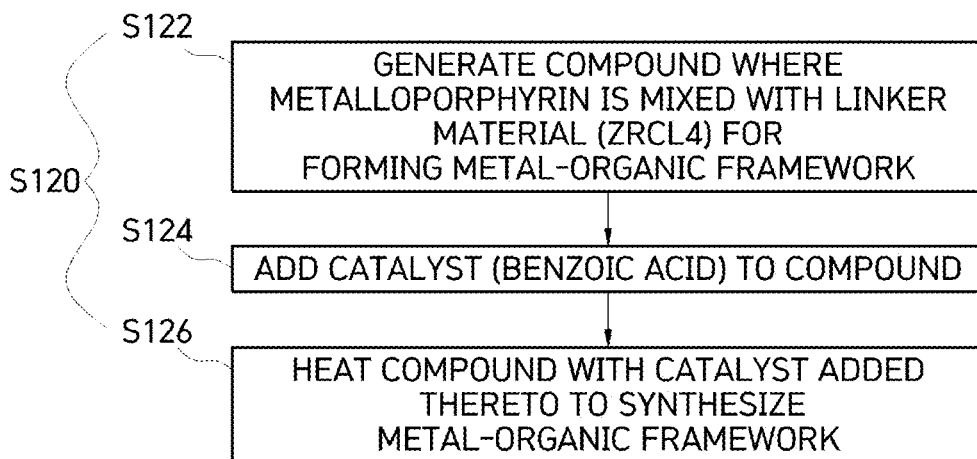 S122
GENERATE COMPOUND WHERE
METALLOPORPHYRIN IS MIXED WITH LINKER
MATERIAL (ZRCL4) FOR
FORMING METAL-ORGANIC FRAMEWORK
S120
S124
ADD CATALYST (BENZOIC ACID) TO COMPOUND
S126
HEAT COMPOUND WITH CATALYST ADDED
THERETO TO SYNTHESIZE
METAL-ORGANIC FRAMEWORK